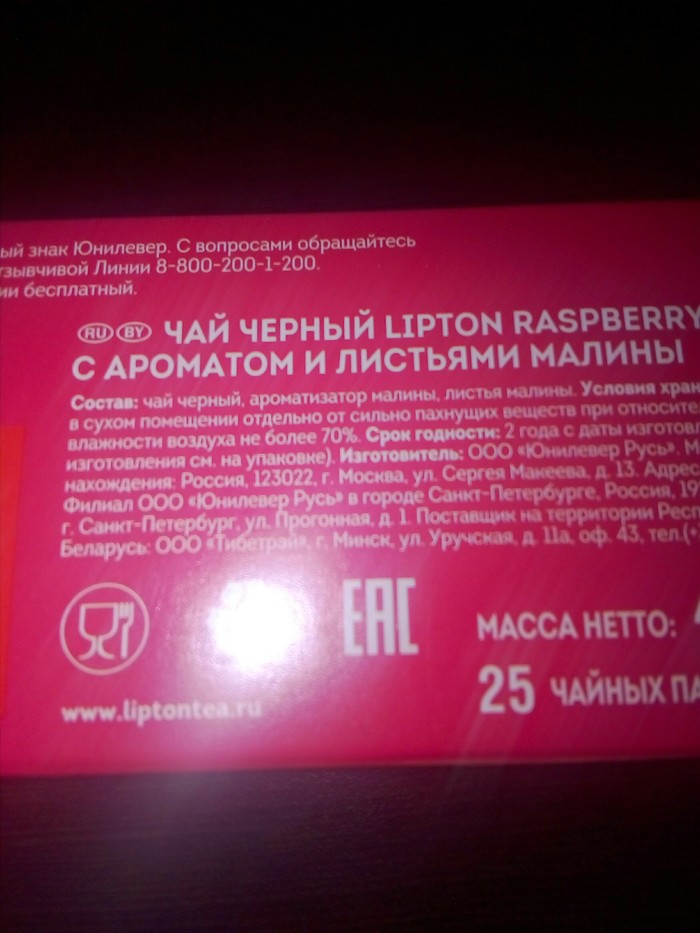 ый знак Юнилевер. С вопросами обращайтесь
тзывчивой Линии 8-800-200-1-200.
ии бесплатный.
RU BY ЧАЙ ЧЕРНЫЙ LIPTON RASPBERRY
С АРОМАТОМ И ЛИСТЬЯМИ МАЛИНЫ
Состав: чай черный, ароматизатор малины, листья малины. Условия хран
в сухом помещении отдельно от сильно пахнущих веществ при относите
влажности воздуха не более 70%. Срок годности: 2 года с даты изготовл
изготовления см. на упаковке). Изготовитель: ООО «Юнилевер Русь». М
нахождения: Россия, 123022, г. Москва, ул. Сергея Макеева, д. 13. Адрес
Филиал ООО «Юнилевер Русь» в городе Санкт-Петербурге, Россия, 19
г. Санкт-Петербург, ул. Прогонная, д. 1. Поставщик на территории Респ
Беларусь: ООО «Тибетрэй», г. Минск, ул. Уручская, д. 11а, оф. 43, тел.(+
EAC
МАССА НЕТТО:
25 ЧАЙНЫХ ПА
www.liptontea.ru